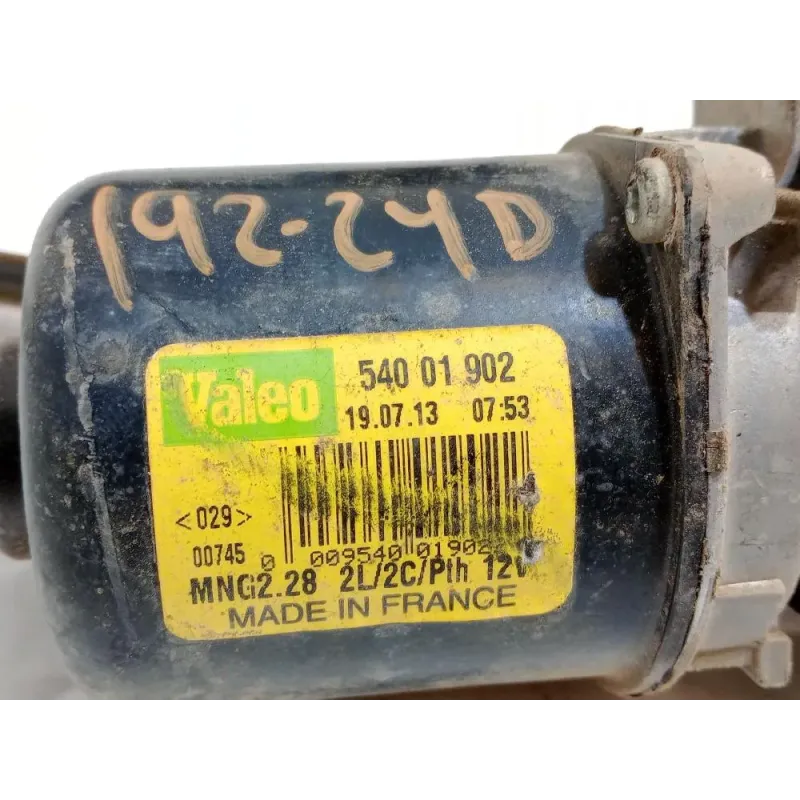 192-24D
Valeo 540 01 902
19.07.13 07:53
<029>
00745
0 009540 01902
MNG2.28 2L/2C/Plh 12V
MADE IN FRANCE